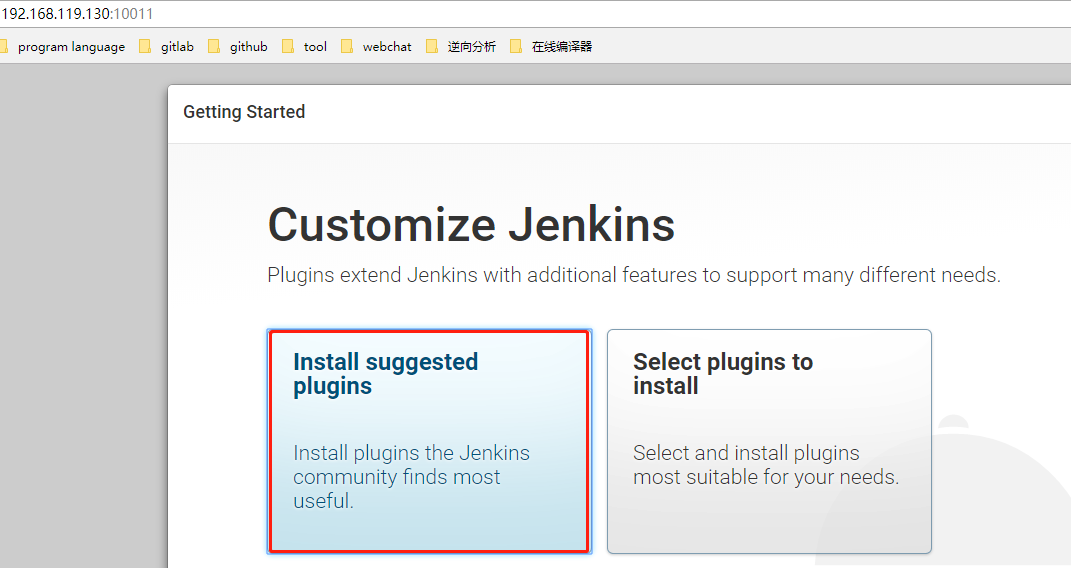 192.168.119.130:10011
program language gitlab github tool webchat 逆向分析 在线编译器
Getting Started
Customize Jenkins
Plugins extend Jenkins with additional features to support many different needs.
Install suggested
plugins
Install plugins the Jenkins
community finds most
useful.
Select plugins to
install
Select and install plugins
most suitable for your needs.